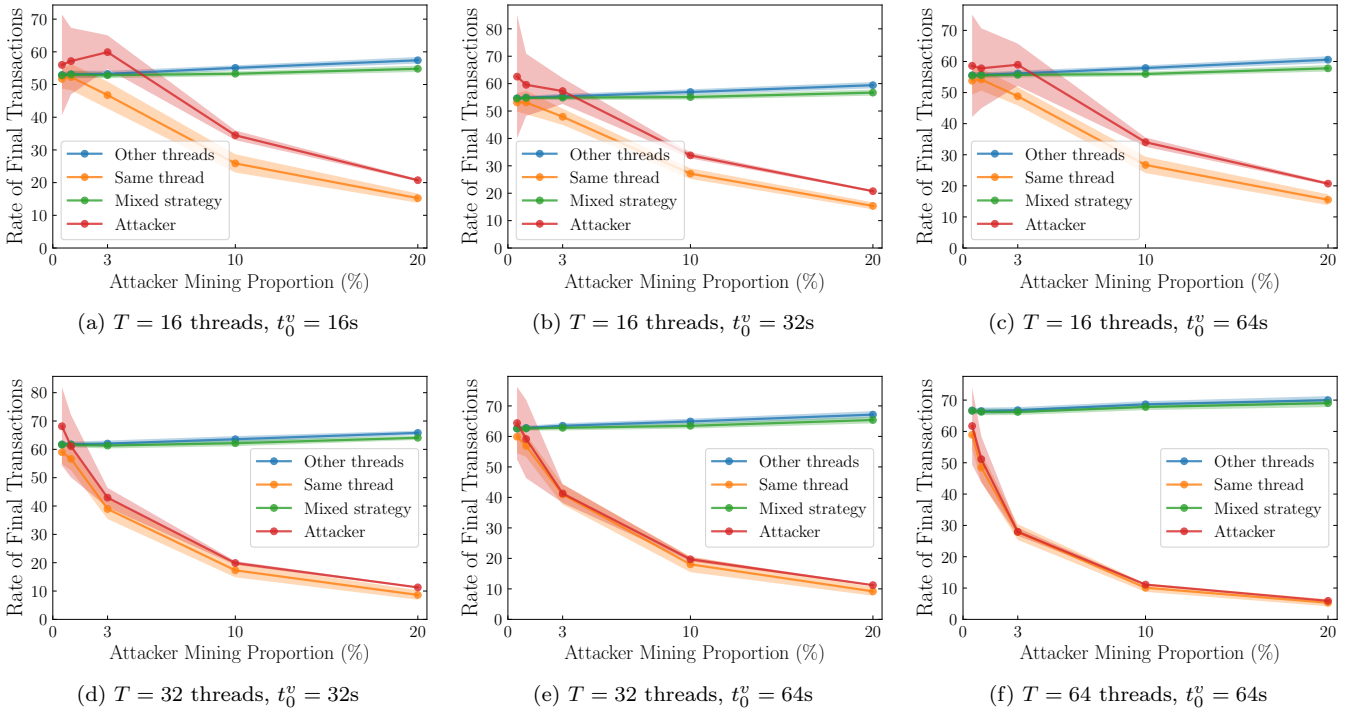 70
60
50
40
30
20
10
0
Rate of Final Transactions
Other threads
Same thread
Mixed strategy
Attacker
0 3 10 20
Attacker Mining Proportion (%)
(a) T = 16 threads, t₀ᵛ = 16s
80
70
60
50
40
30
20
10
0
Rate of Final Transactions
Other threads
Same thread
Mixed strategy
Attacker
0 3 10 20
Attacker Mining Proportion (%)
(b) T = 16 threads, t₀ᵛ = 32s
70
60
50
40
30
20
10
0
Rate of Final Transactions
Other threads
Same thread
Mixed strategy
Attacker
0 3 10 20
Attacker Mining Proportion (%)
(c) T = 16 threads, t₀ᵛ = 64s
80
70
60
50
40
30
20
10
0
Rate of Final Transactions
Other threads
Same thread
Mixed strategy
Attacker
0 3 10 20
Attacker Mining Proportion (%)
(d) T = 32 threads, t₀ᵛ = 32s
70
60
50
40
30
20
10
0
Rate of Final Transactions
Other threads
Same thread
Mixed strategy
Attacker
0 3 10 20
Attacker Mining Proportion (%)
(e) T = 32 threads, t₀ᵛ = 64s
70
60
50
40
30
20
10
0
Rate of Final Transactions
Other threads
Same thread
Mixed strategy
Attacker
0 3 10 20
Attacker Mining Proportion (%)
(f) T = 64 threads, t₀ᵛ = 64s